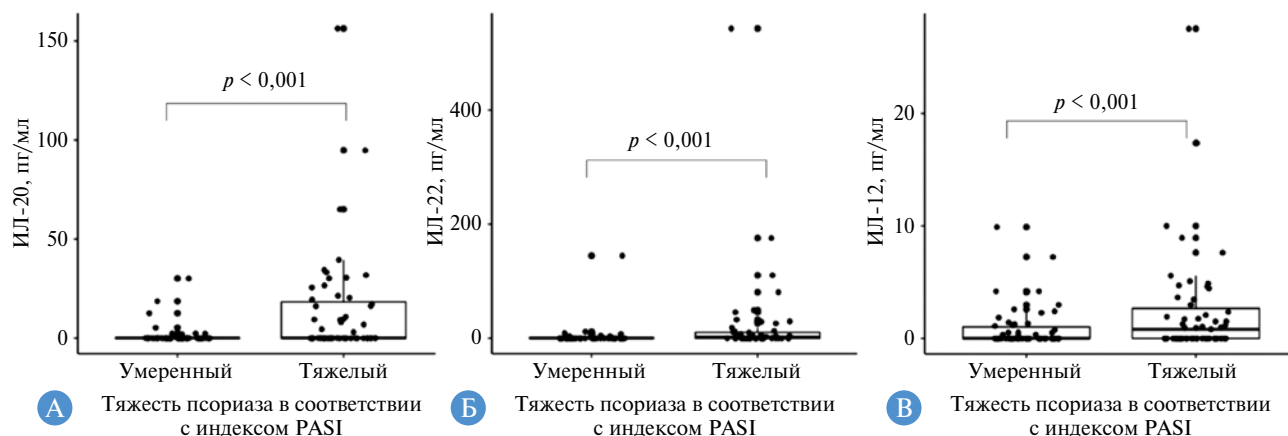 ИЛ-20, пг/мл
150
100
50
0
p < 0,001
Умеренный Тяжелый
А
Тяжесть псориаза в соответствии
с индексом PASI
ИЛ-22, пг/мл
400
200
0
p < 0,001
Умеренный Тяжелый
Б
Тяжесть псориаза в соответствии
с индексом PASI
ИЛ-12, пг/мл
20
10
0
p < 0,001
Умеренный Тяжелый
В
Тяжесть псориаза в соответствии
с индексом PASI